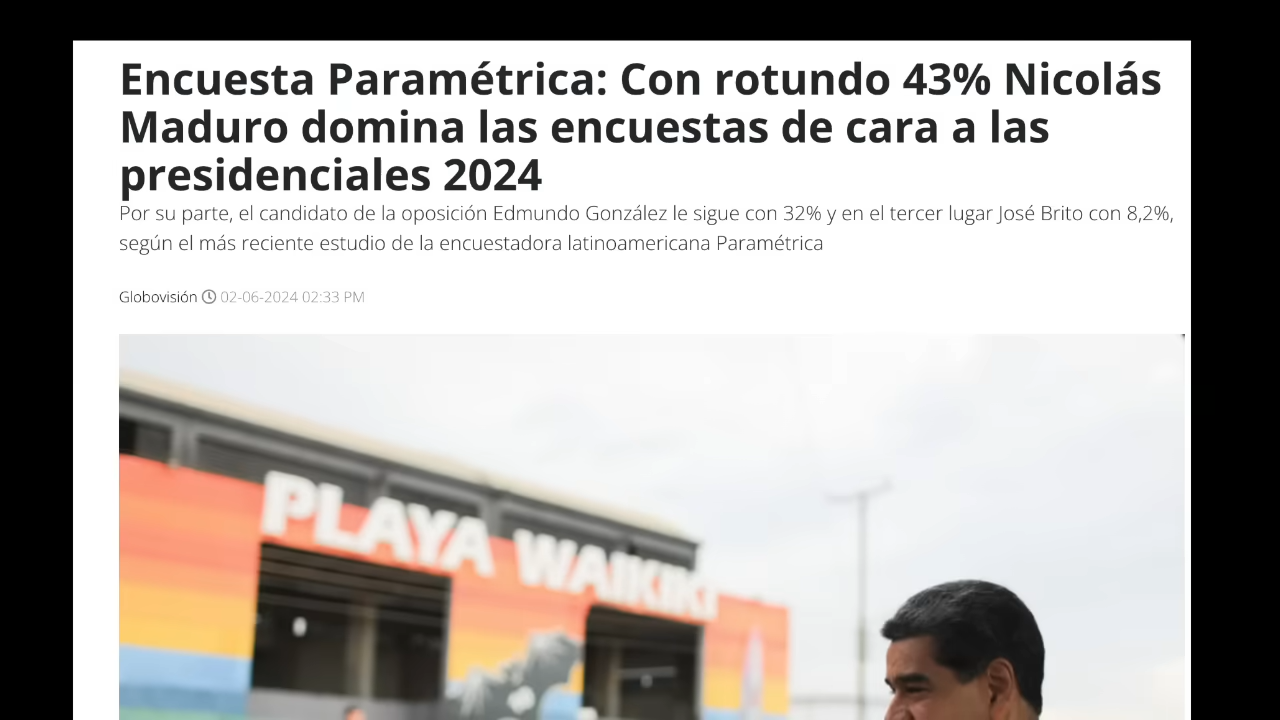 Encuesta Paramétrica: Con rotundo 43% Nicolás
Maduro domina las encuestas de cara a las
presidenciales 2024
Por su parte, el candidato de la oposición Edmundo González le sigue con 32% y en el tercer lugar José Brito con 8,2%,
según el más reciente estudio de la encuestadora latinoamericana Paramétrica
Globovisión 02-06-2024 02:33 PM
PLAYA WAIKIKI